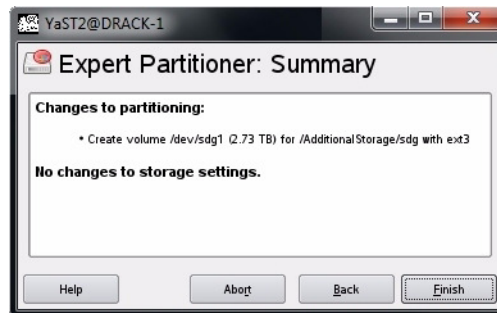 YaST2@DRACK-1
Expert Partitioner: Summary
Changes to partitioning:
• Create volume /dev/sdg1 (2.73 TB) for /AdditionalStorage/sdg with ext3
No changes to storage settings.
Help
Abort
Back
Finish